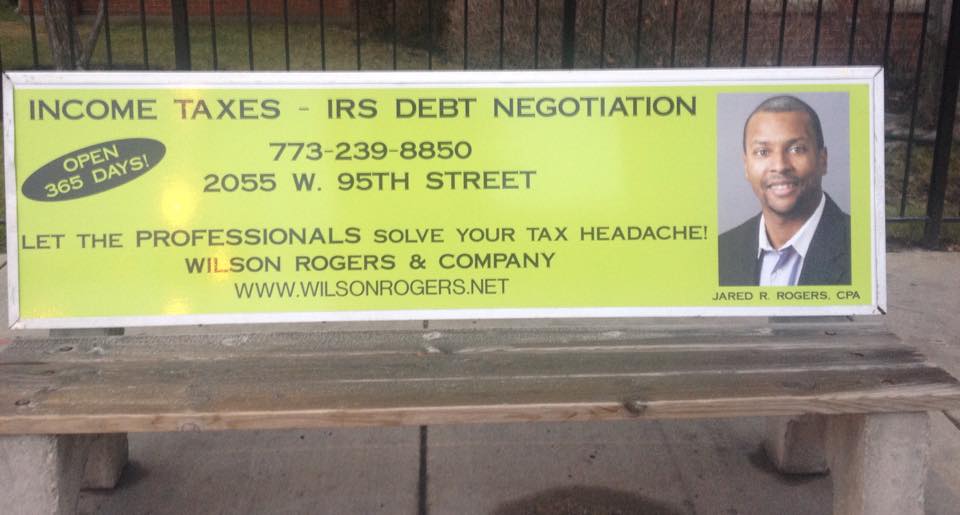 INCOME TAXES - IRS DEBT NEGOTIATION
OPEN
365 DAYS!
773-239-8850
2055 W. 95TH STREET
LET THE PROFESSIONALS SOLVE YOUR TAX HEADACHE!
WILSON ROGERS & COMPANY
WWW.WILSONROGERS.NET
JARED R. ROGERS, CPA